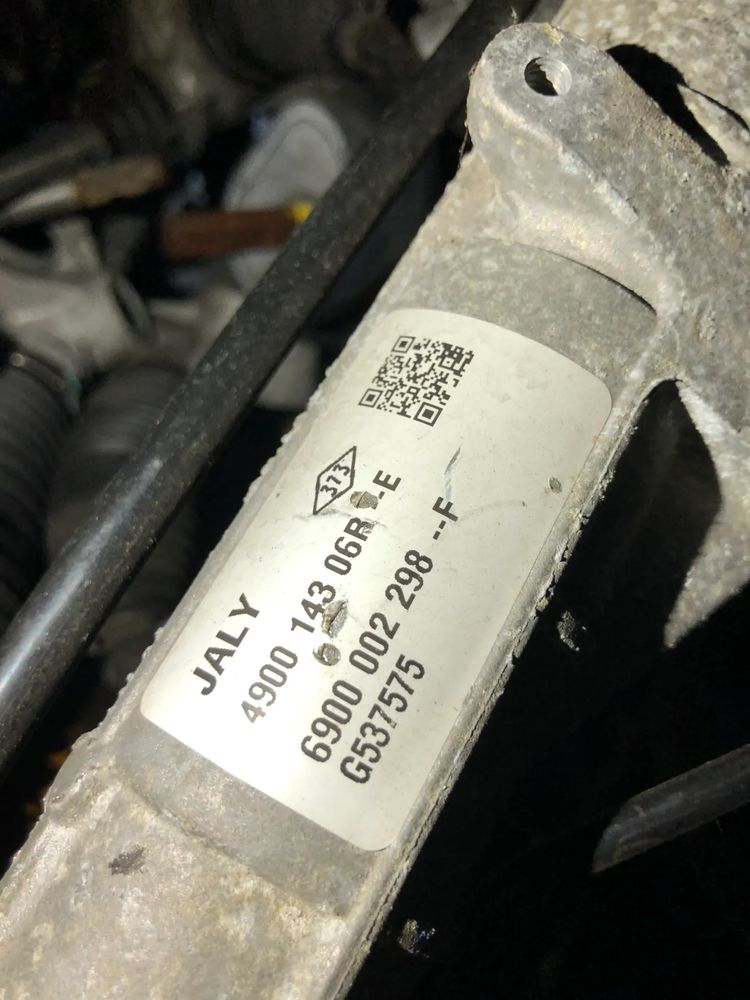 373
JALY
4900 143 06R -E
6900 002 298 --F
G537575